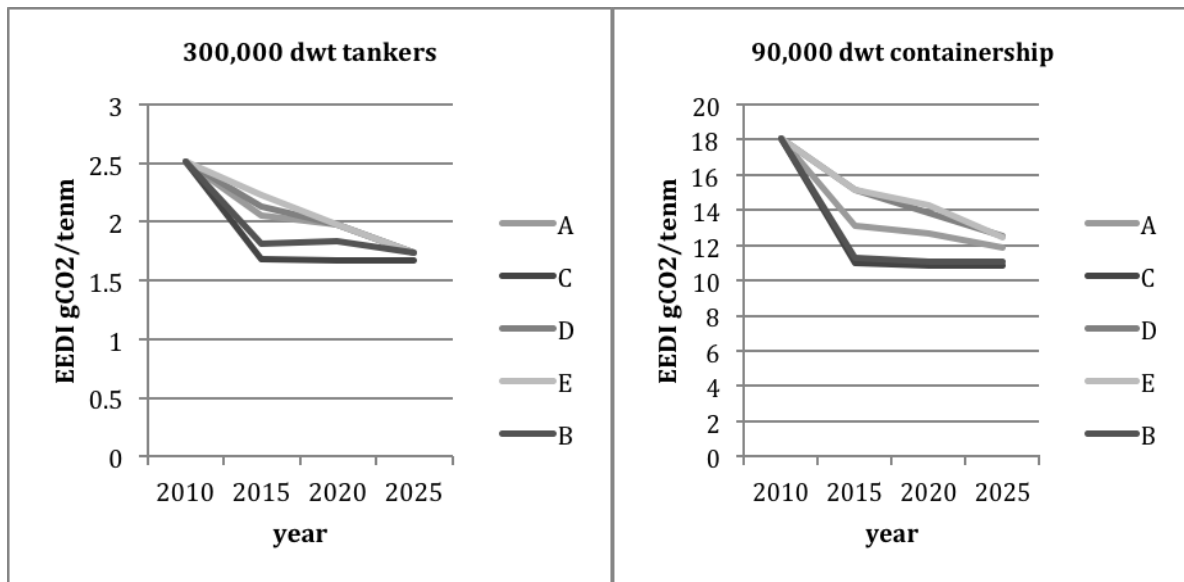 300,000 dwt tankers
EEDI gCO2/tenm
3
2.5
2
1.5
1
0.5
0
2010 2015 2020 2025
year
A
C
D
E
B
90,000 dwt containership
EEDI gCO2/tenm
20
18
16
14
12
10
8
6
4
2
0
2010 2015 2020 2025
year
A
C
D
E
B